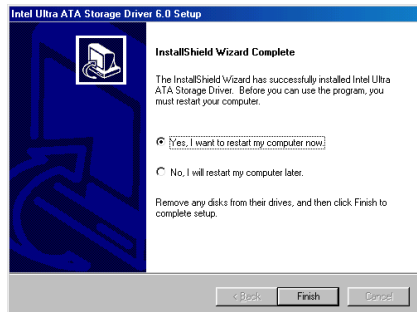 Intel Ultra ATA Storage Driver 6.0 Setup
InstallShield Wizard Complete
The InstallShield Wizard has successfully installed Intel Ultra
ATA Storage Driver. Before you can use the program, you
must restart your computer.
Yes, I want to restart my computer now.
No, I will restart my computer later.
Remove any disks from their drives, and then click Finish to
complete setup.
< Back Finish Cancel